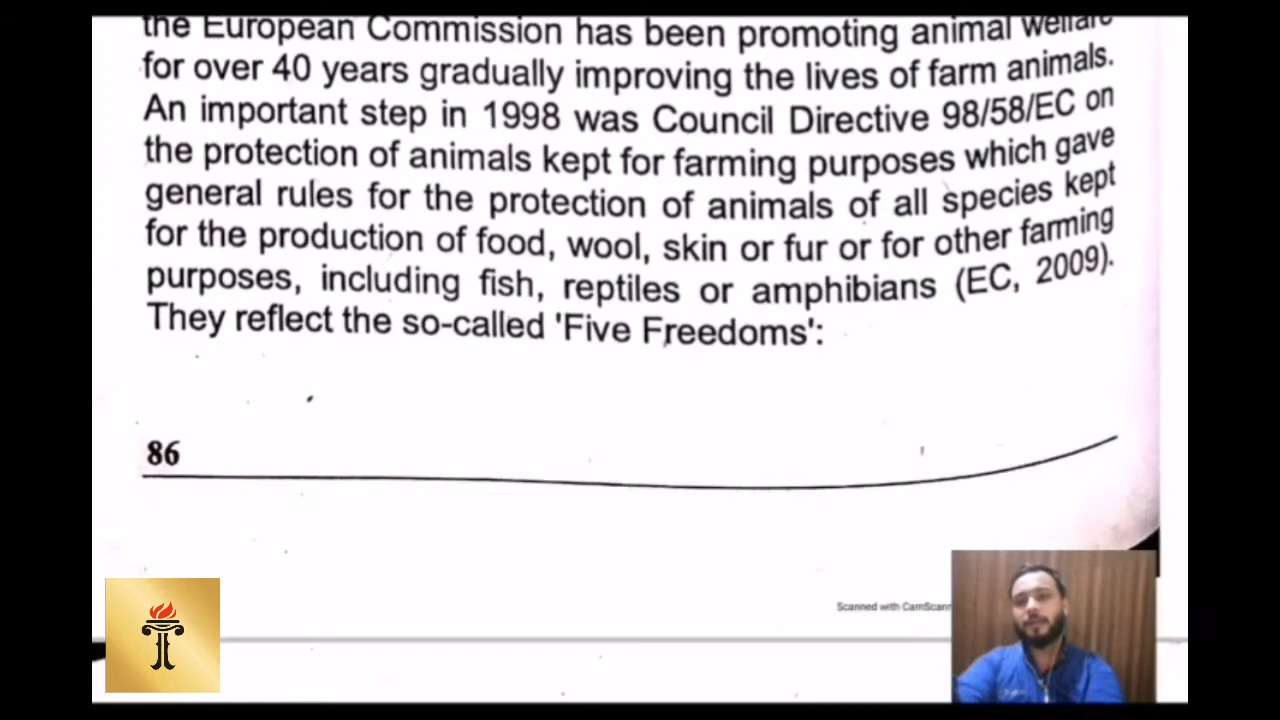 the European Commission has been promoting animal welfare
for over 40 years gradually improving the lives of farm animals.
An important step in 1998 was Council Directive 98/58/EC on
the protection of animals kept for farming purposes which gave
general rules for the protection of animals of all species kept
for the production of food, wool, skin or fur or for other farming
purposes, including fish, reptiles or amphibians (EC, 2009).
They reflect the so-called 'Five Freedoms':
86
Scanned with CamScann